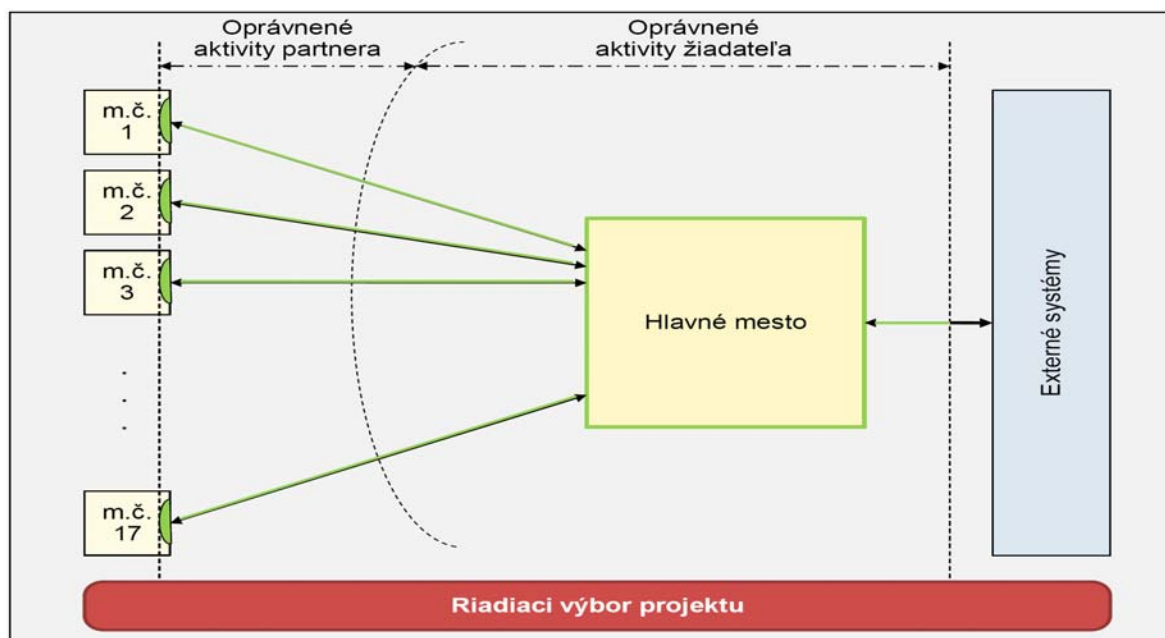 Oprávnené
aktivity partnera
Oprávnené
aktivity žiadateľa
m.č.
1
m.č.
2
m.č.
3
.
.
.
m.č.
17
Hlavné mesto
Externé systémy
Riadiaci výbor projektu